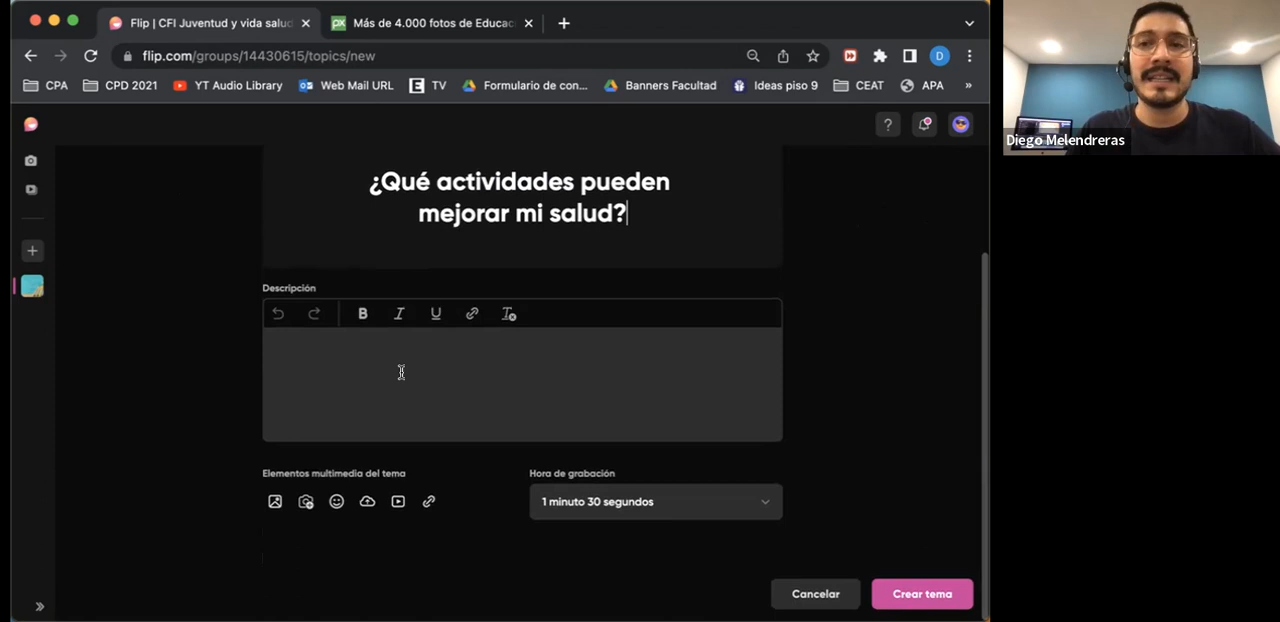 Flip | CFI Juventud y vida salud
Más de 4.000 fotos de Educac
flip.com/groups/14430615/topics/new
D
CPA
CPD 2021
YT Audio Library
Web Mail URL
E TV
Formulario de con...
Banners Facultad
Ideas piso 9
CEAT
APA
»
Diego Melendreras
?
¿Qué actividades pueden
mejorar mi salud?
Descripción
B I U
Elementos multimedia del tema
Hora de grabación
1 minuto 30 segundos
Cancelar
Crear tema